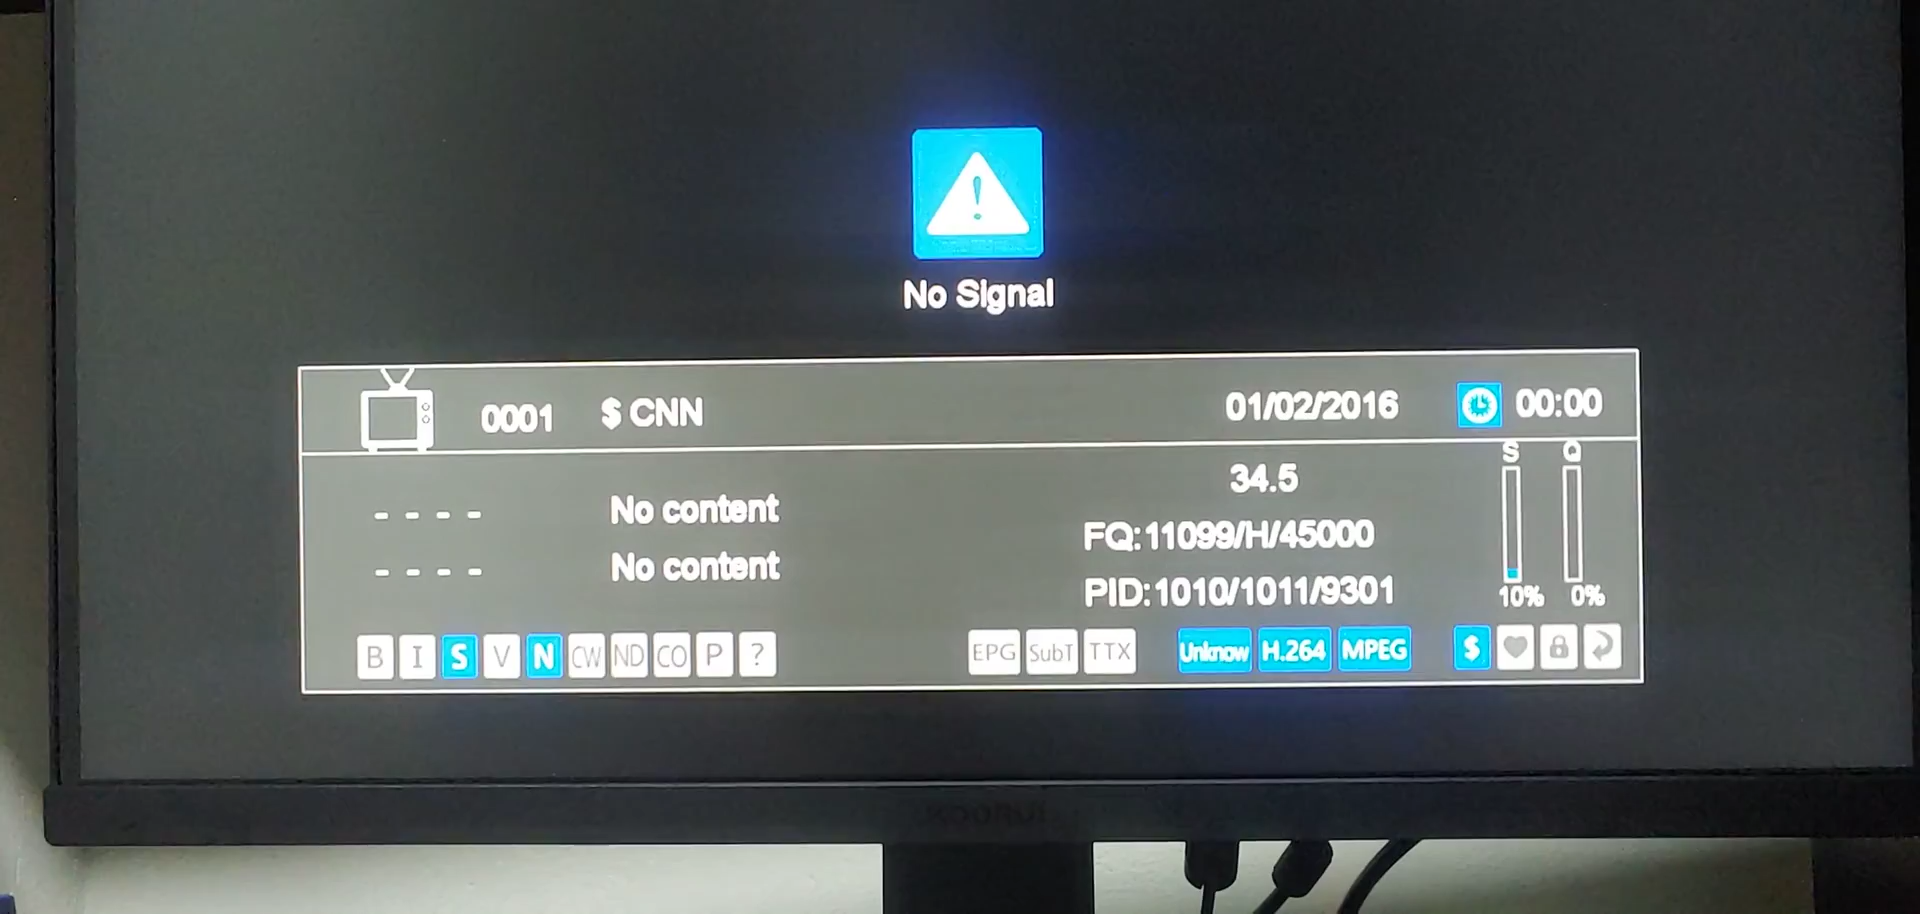 No Signal
0001 $ CNN 01/02/2016 00:00
S Q
34.5
- - - - No content
FQ:11099/H/45000
- - - - No content
PID:1010/1011/9301
10% 0%
B I S V N CW ND CO P ? EPG SubT TTX Unknow H.264 MPEG $